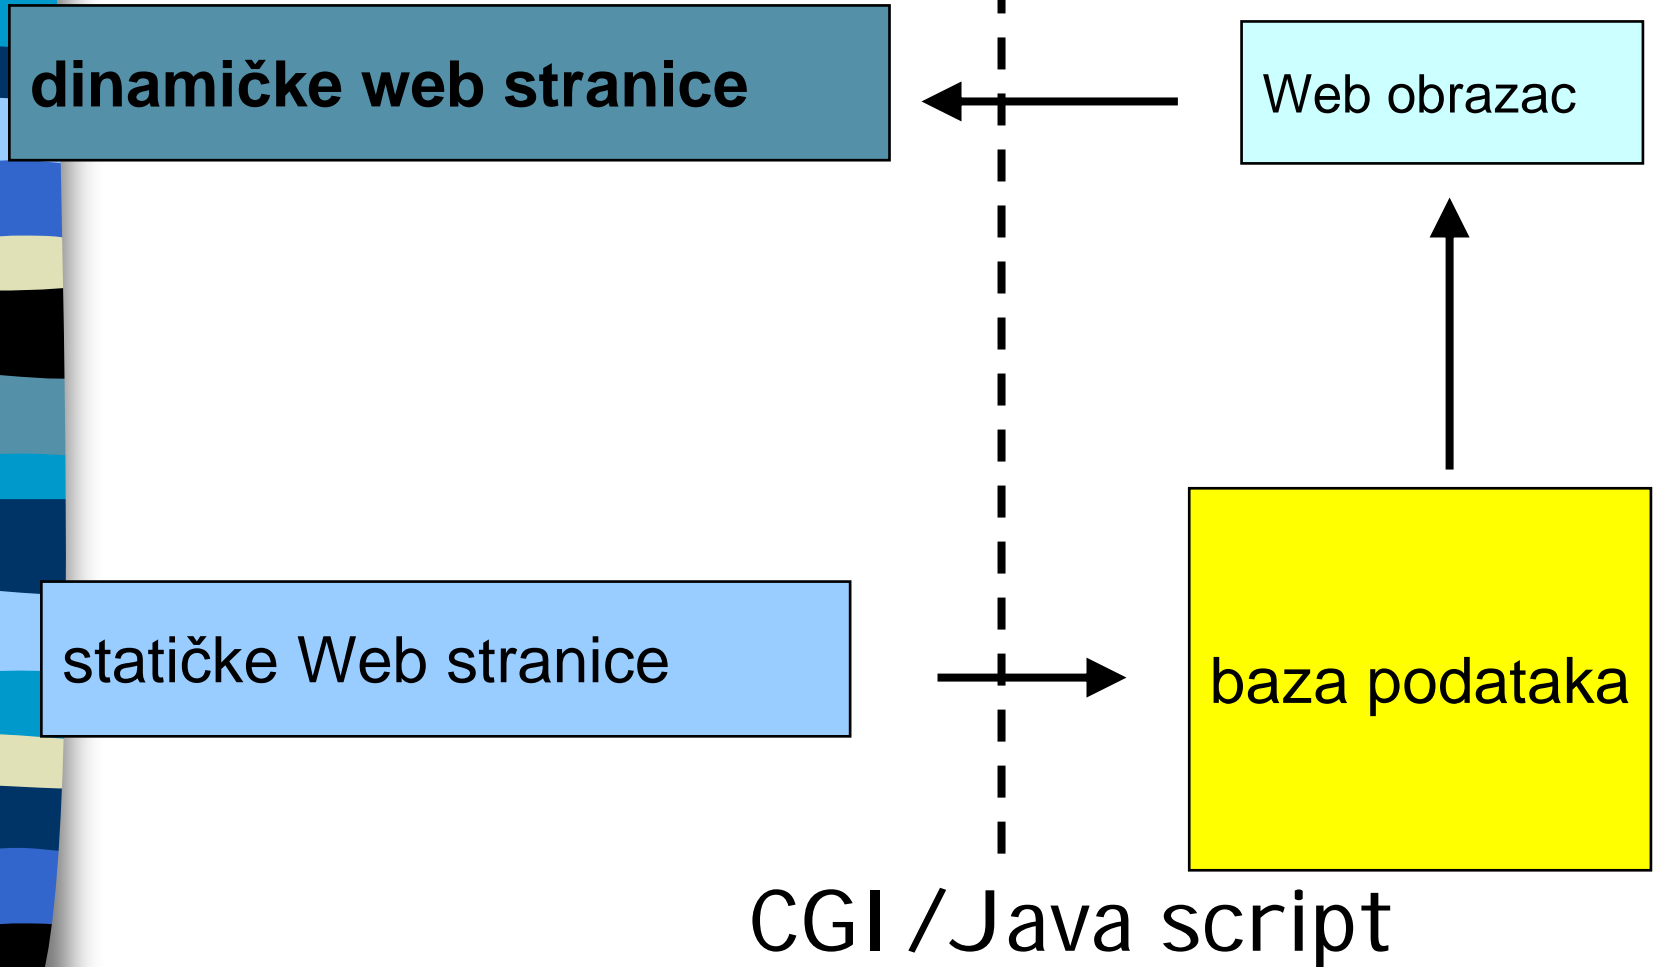 dinamičke web stranice
Web obrazac
statičke Web stranice
baza podataka
CGI/Java script